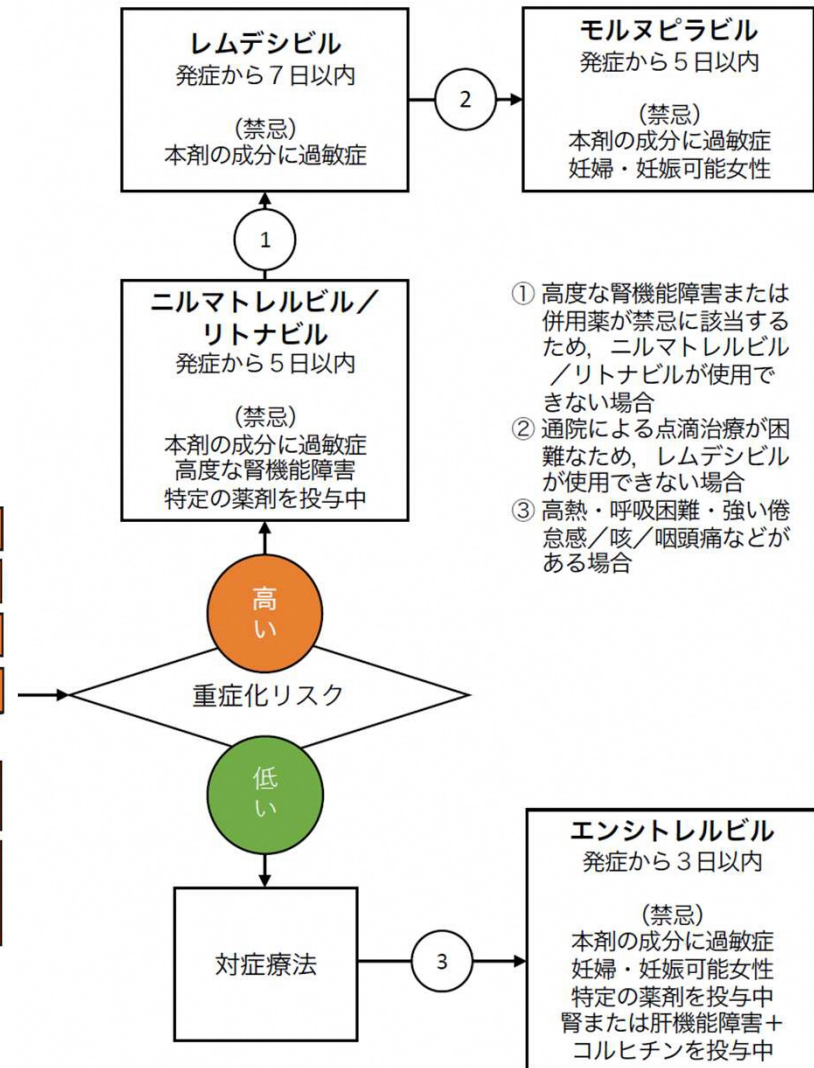 レムデシビル
発症から７日以内
（禁忌）
本剤の成分に過敏症
2
モルヌピラビル
発症から５日以内
（禁忌）
本剤の成分に過敏症
妊婦・妊娠可能女性
1
ニルマトレルビル／
リトナビル
発症から５日以内
（禁忌）
本剤の成分に過敏症
高度な腎機能障害
特定の薬剤を投与中
① 高度な腎機能障害または
併用薬が禁忌に該当する
ため，ニルマトレルビル
／リトナビルが使用で
きない場合
② 通院による点滴治療が困
難なため，レムデシビル
が使用できない場合
③ 高熱・呼吸困難・強い倦
怠感／咳／咽頭痛などが
ある場合
高
い
重症化リスク
低
い
対症療法
3
エンシトレルビル
発症から３日以内
（禁忌）
本剤の成分に過敏症
妊婦・妊娠可能女性
特定の薬剤を投与中
腎または肝機能障害＋
コルヒチンを投与中